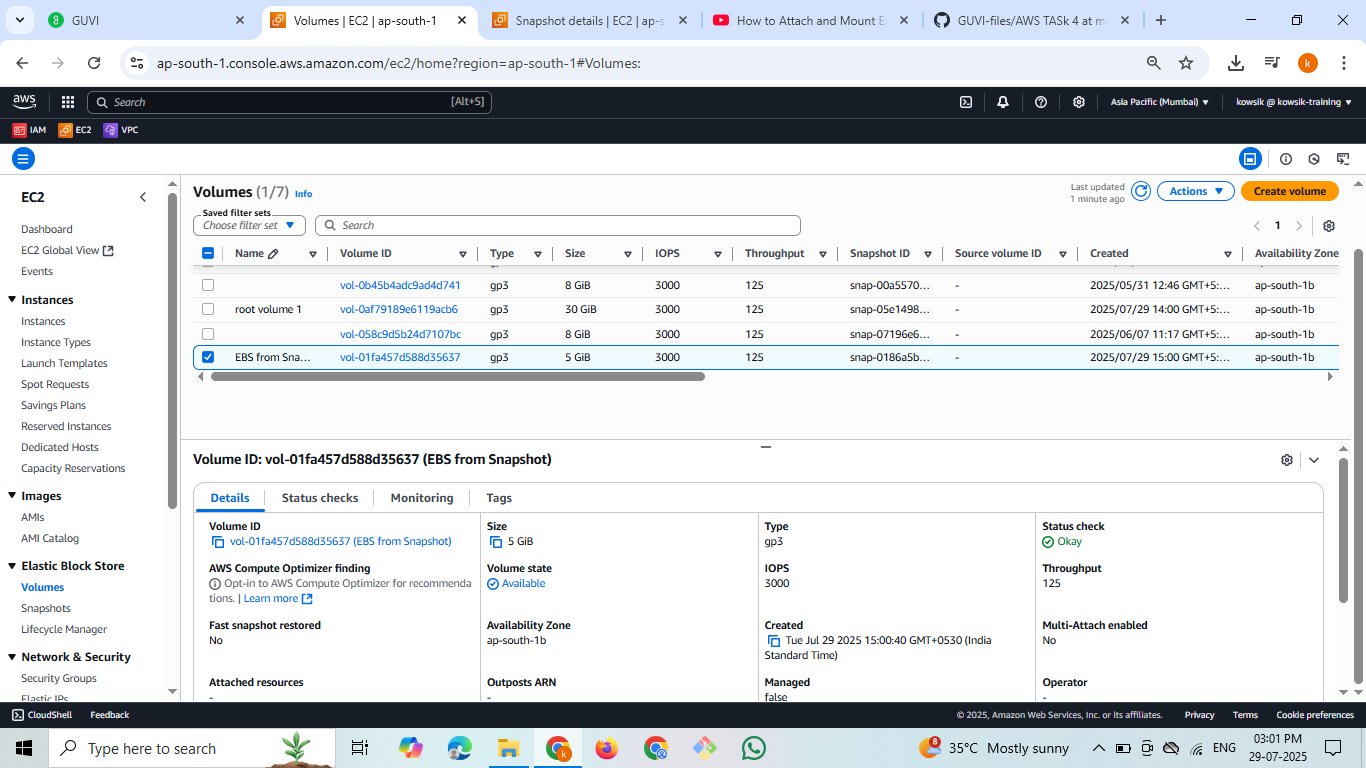 GUVI
Volumes | EC2 | ap-south-1
Snapshot details | EC2 | ap-s
How to Attach and Mount E
GUVI-files/AWS TASk 4 at m
ap-south-1.console.aws.amazon.com/ec2/home?region=ap-south-1#Volumes:
k
aws
Search
[Alt+S]
Asia Pacific (Mumbai)
kowsik @ kowsik-training
IAM
EC2
VPC
EC2
Dashboard
EC2 Global View
Events
Instances
Instances
Instance Types
Launch Templates
Spot Requests
Savings Plans
Reserved Instances
Dedicated Hosts
Capacity Reservations
Images
AMIs
AMI Catalog
Elastic Block Store
Volumes
Snapshots
Lifecycle Manager
Network & Security
Security Groups
Elastic IPs
Volumes (1/7) Info
Last updated
1 minute ago
Actions
Create volume
Saved filter sets
Choose filter set
Search
1
Name Volume ID Type Size IOPS Throughput Snapshot ID Source volume ID Created Availability Zone
vol-0b45b4adc9ad4d741 gp3 8 GiB 3000 125 snap-00a5570... - 2025/05/31 12:46 GMT+5:... ap-south-1b
root volume 1 vol-0af79189e6119acb6 gp3 30 GiB 3000 125 snap-05e1498... - 2025/07/29 14:00 GMT+5:... ap-south-1b
vol-058c9d5b24d7107bc gp3 8 GiB 3000 125 snap-07196e6... - 2025/06/07 11:17 GMT+5:... ap-south-1b
EBS from Sna... vol-01fa457d588d35637 gp3 5 GiB 3000 125 snap-0186a5b... - 2025/07/29 15:00 GMT+5:... ap-south-1b
Volume ID: vol-01fa457d588d35637 (EBS from Snapshot)
Details Status checks Monitoring Tags
Volume ID
vol-01fa457d588d35637 (EBS from Snapshot)
Size
5 GiB
Type
gp3
Status check
Okay
AWS Compute Optimizer finding
Opt-in to AWS Compute Optimizer for recommenda
tions. | Learn more
Volume state
Available
IOPS
3000
Throughput
125
Fast snapshot restored
No
Availability Zone
ap-south-1b
Created
Tue Jul 29 2025 15:00:40 GMT+0530 (India
Standard Time)
Multi-Attach enabled
No
Attached resources
-
Outposts ARN
-
Managed
false
Operator
-
CloudShell
Feedback
© 2025, Amazon Web Services, Inc. or its affiliates.
Privacy
Terms
Cookie preferences
Type here to search
35°C Mostly sunny
ENG
03:01 PM
29-07-2025